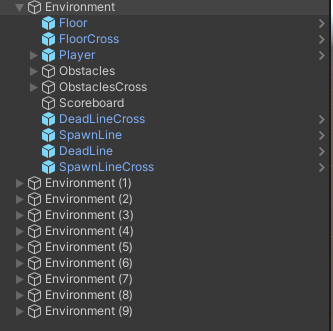 Environment
Floor
FloorCross
Player
Obstacles
ObstaclesCross
Scoreboard
DeadLineCross
SpawnLine
DeadLine
SpawnLineCross
Environment (1)
Environment (2)
Environment (3)
Environment (4)
Environment (5)
Environment (6)
Environment (7)
Environment (8)
Environment (9)